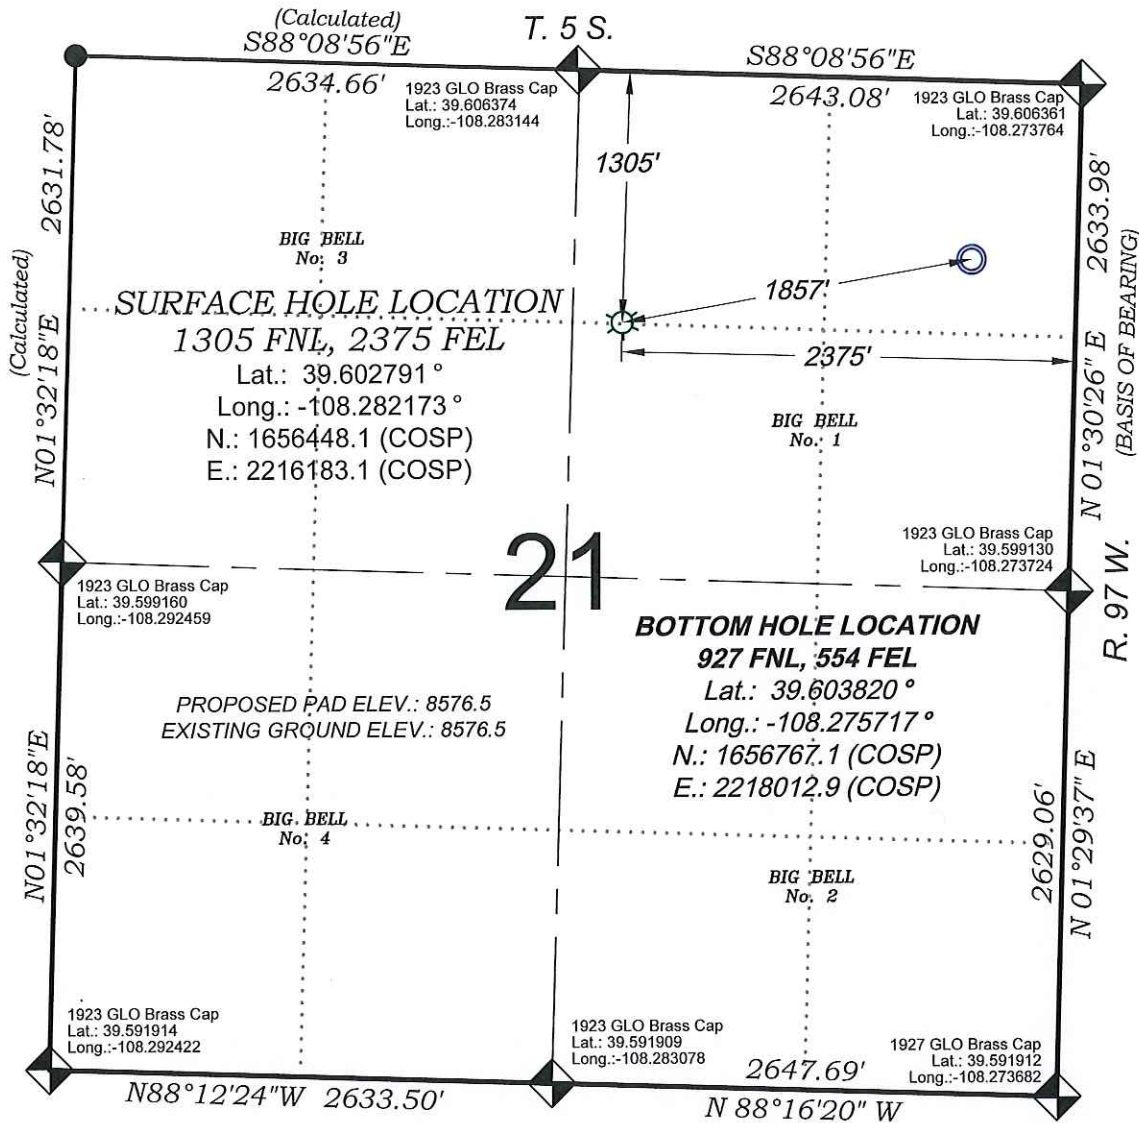 (Calculated)
S88°08'56"E
T. 5 S.
S88°08'56"E
2634.66'
1923 GLO Brass Cap
Lat.: 39.606374
Long.:-108.283144
2643.08'
1923 GLO Brass Cap
Lat.: 39.606361
Long.:-108.273764
2631.78'
1305'
2633.98'
(Calculated)
N01°32'18"E
BIG BELL
No. 3
1857'
(BASIS OF BEARING)
N 01°30'26" E
SURFACE HOLE LOCATION
1305 FNL, 2375 FEL
Lat.: 39.602791°
Long.: -108.282173°
N.: 1656448.1 (COSP)
E.: 2216183.1 (COSP)
2375'
BIG BELL
No. 1
21
1923 GLO Brass Cap
Lat.: 39.599130
Long.:-108.273724
R. 97 W.
1923 GLO Brass Cap
Lat.: 39.599160
Long.:-108.292459
BOTTOM HOLE LOCATION
927 FNL, 554 FEL
Lat.: 39.603820°
Long.: -108.275717°
N.: 1656767.1 (COSP)
E.: 2218012.9 (COSP)
PROPOSED PAD ELEV.: 8576.5
EXISTING GROUND ELEV.: 8576.5
N01°32'18"E
2639.58'
BIG BELL
No. 4
BIG BELL
No. 2
2629.06'
N 01°29'37" E
1923 GLO Brass Cap
Lat.: 39.591914
Long.:-108.292422
1923 GLO Brass Cap
Lat.: 39.591909
Long.:-108.283078
2647.69'
1927 GLO Brass Cap
Lat.: 39.591912
Long.:-108.273682
N88°12'24"W 2633.50'
N 88°16'20" W